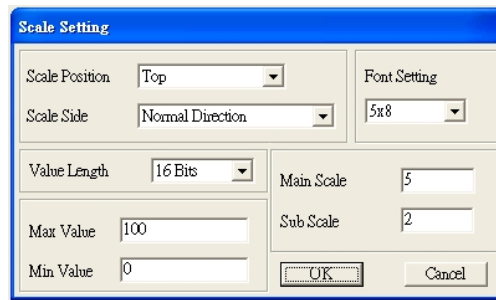 Scale Setting
Scale Position Top
Scale Side Normal Direction
Font Setting
5x8
Value Length 16 Bits
Max Value 100
Min Value 0
Main Scale 5
Sub Scale 2
OK Cancel